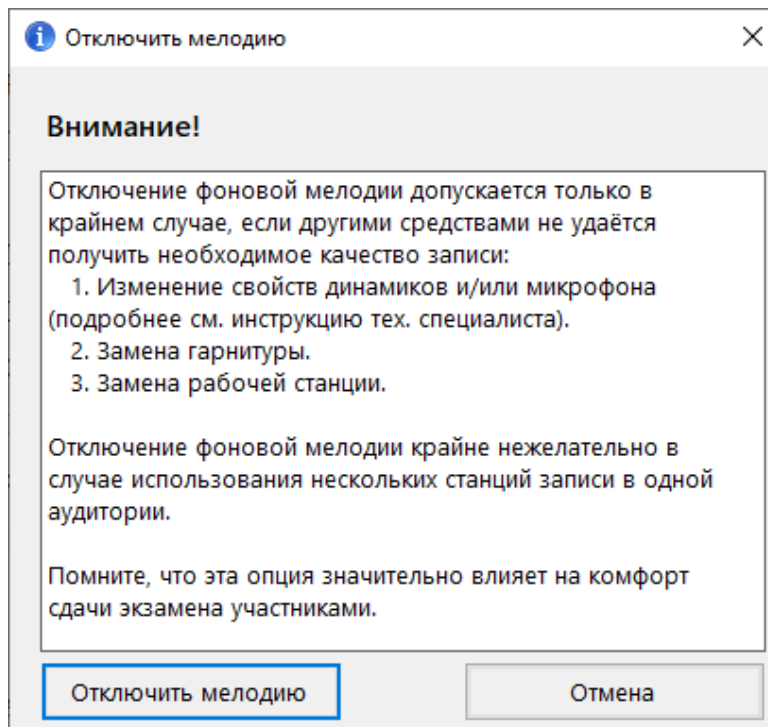 Отключить мелодию
Внимание!
Отключение фоновой мелодии допускается только в
крайнем случае, если другими средствами не удаётся
получить необходимое качество записи:
1. Изменение свойств динамиков и/или микрофона
(подробнее см. инструкцию тех. специалиста).
2. Замена гарнитуры.
3. Замена рабочей станции.
Отключение фоновой мелодии крайне нежелательно в
случае использования нескольких станций записи в одной
аудитории.
Помните, что эта опция значительно влияет на комфорт
сдачи экзамена участниками.
Отключить мелодию
Отмена